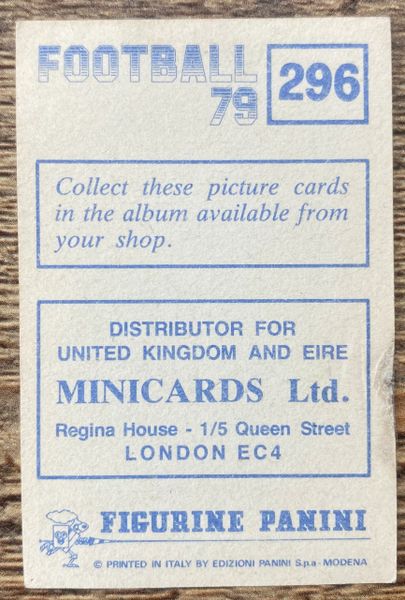 FOOTBALL
79
296
Collect these picture cards
in the album available from
your shop.
DISTRIBUTOR FOR
UNITED KINGDOM AND EIRE
MINICARDS Ltd.
Regina House - 1/5 Queen Street
LONDON EC4
FIGURINE PANINI
© PRINTED IN ITALY BY EDIZIONI PANINI S.p.a - MODENA